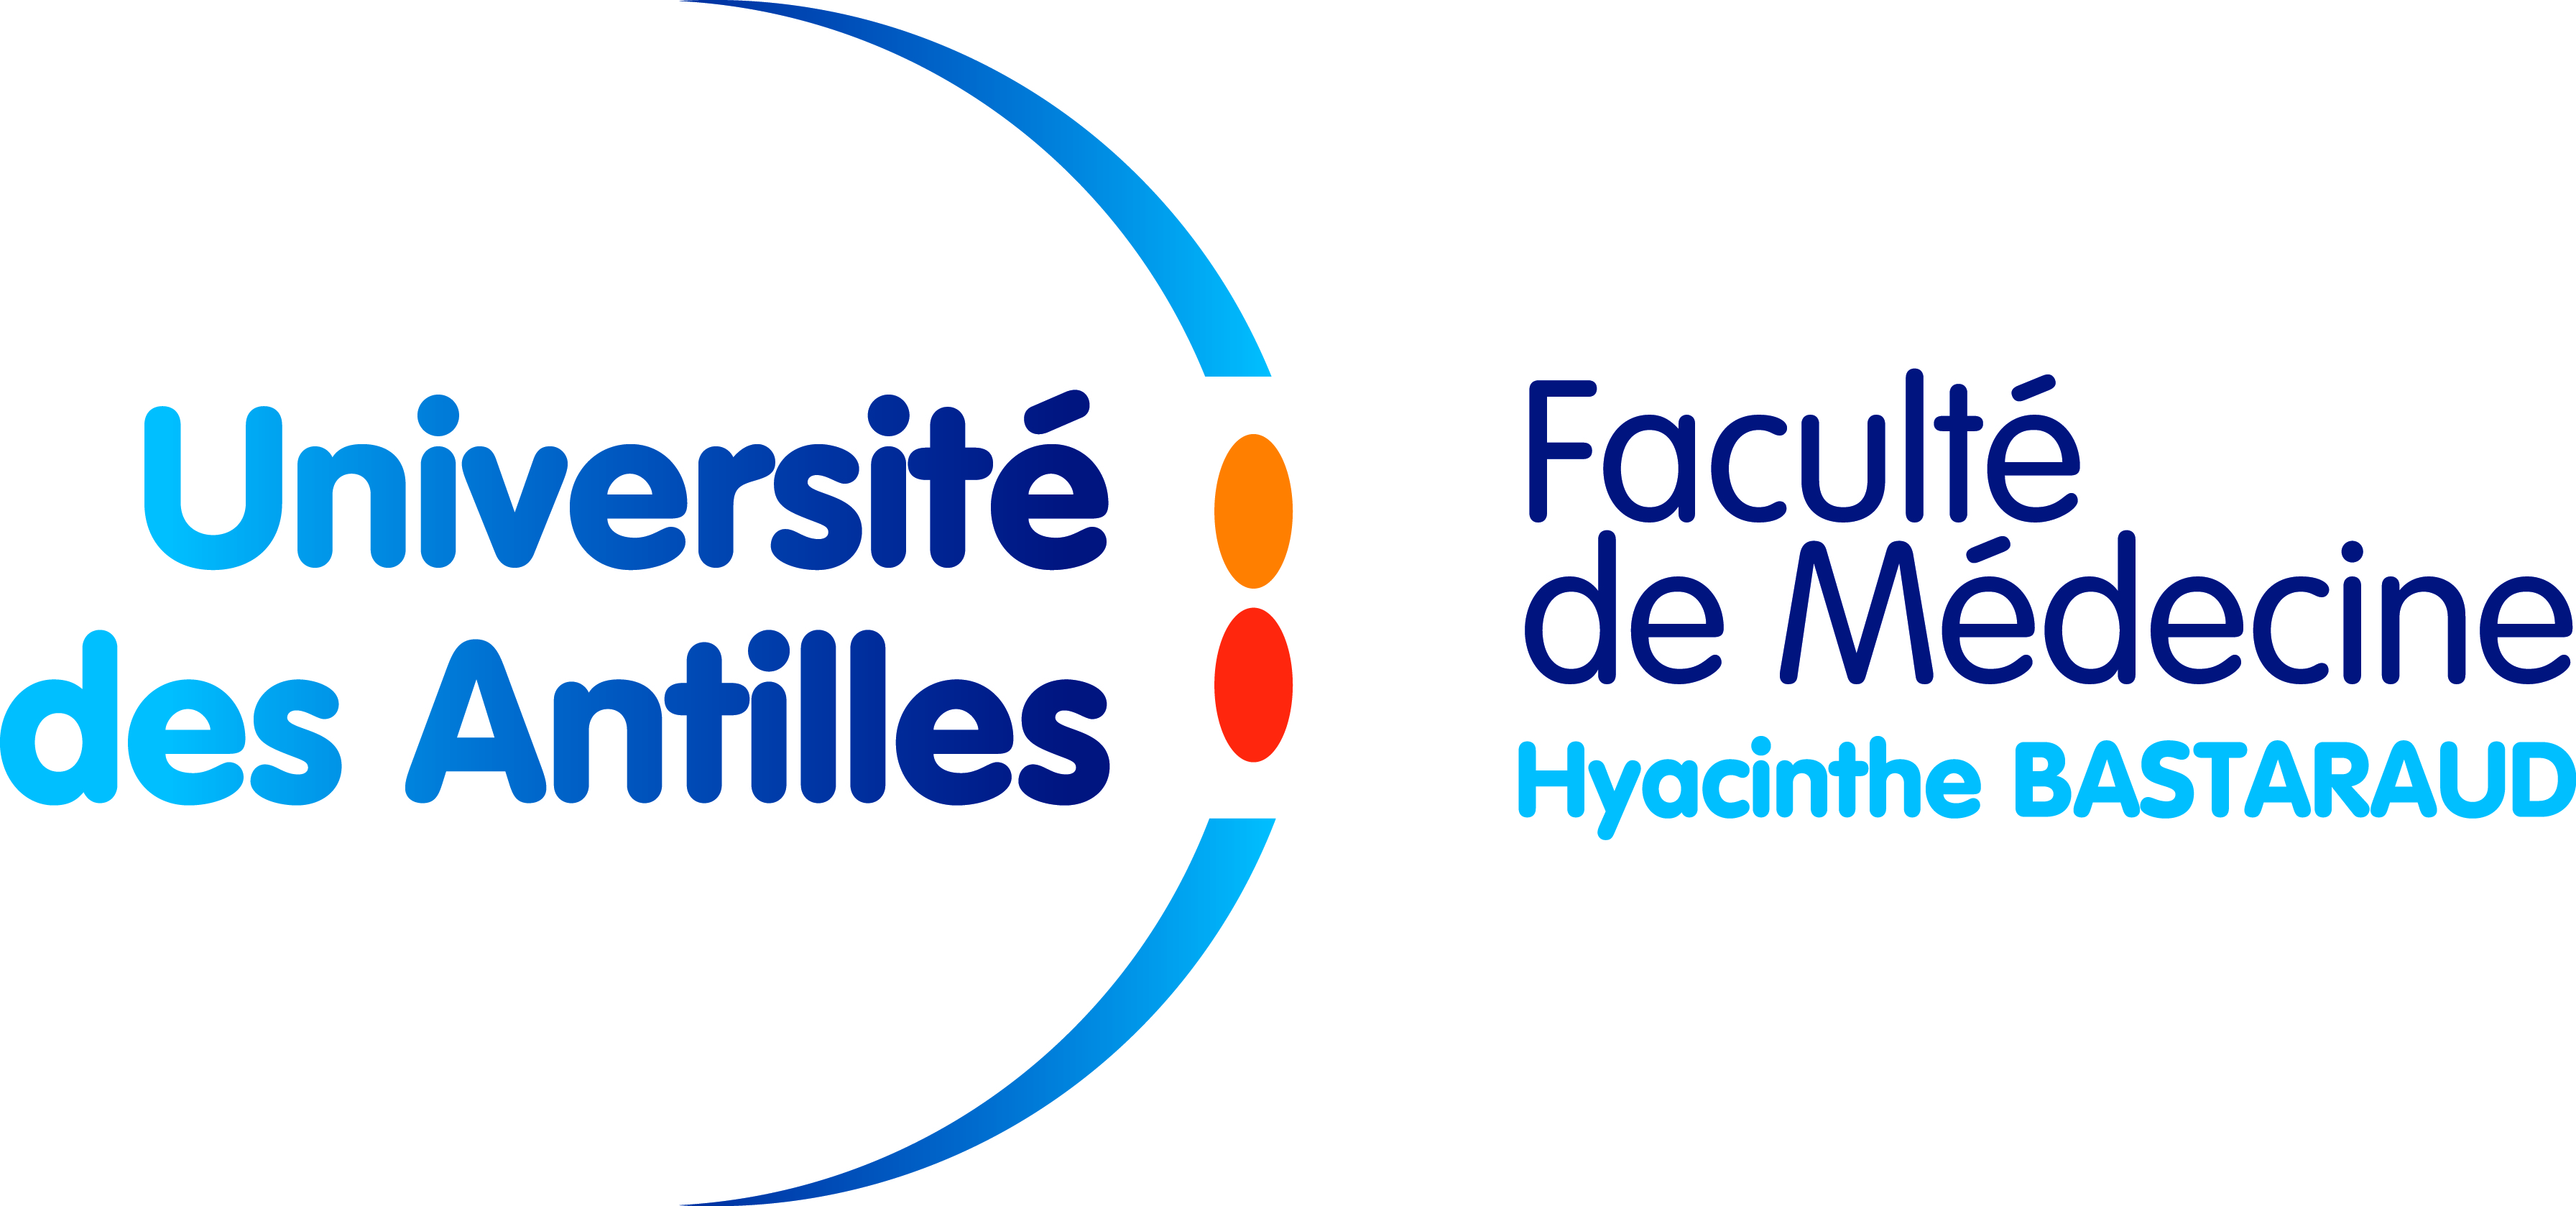 Université
des Antilles
Faculté
de Médecine
Hyacinthe BASTARAUD